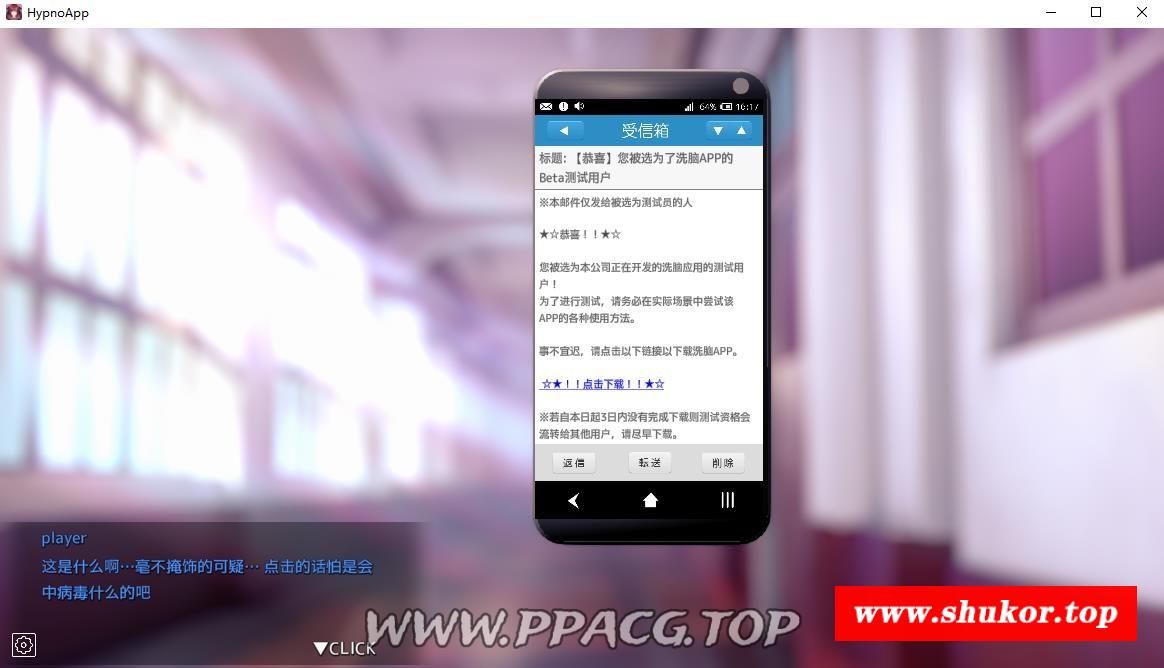 HypnoApp
64% 16:17
受信箱
标题:【恭喜】您被选为了洗脑APP的
Beta测试用户
※本邮件仅发给被选为测试员的人
★☆恭喜!!★☆
您被选为本公司正在开发的洗脑应用的测试用
户!
为了进行测试,请务必在实际场景中尝试该
APP的各种使用方法。
事不宜迟,请点击以下链接以下载洗脑APP。
☆★!!点击下载!!★☆
※若自本日起3日内没有完成下载则测试资格会
流转给其他用户,请尽早下载。
返信 転送 削除
player
这是什么啊…毫不掩饰的可疑… 点击的话怕是会
中病毒什么的吧
▼CLICK
WWW.PPACG.TOP
www.shukor.top